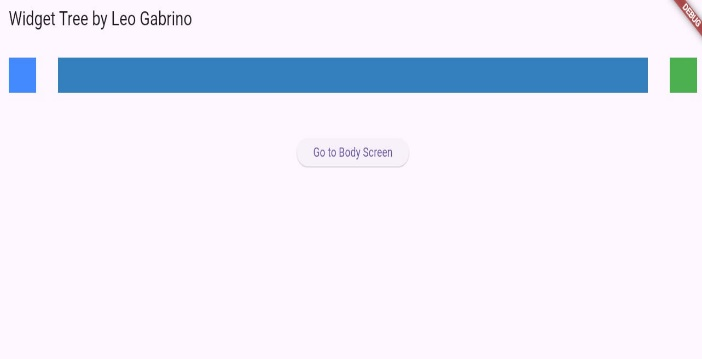 Widget Tree by Leo Gabrino
DEBUG
Go to Body Screen